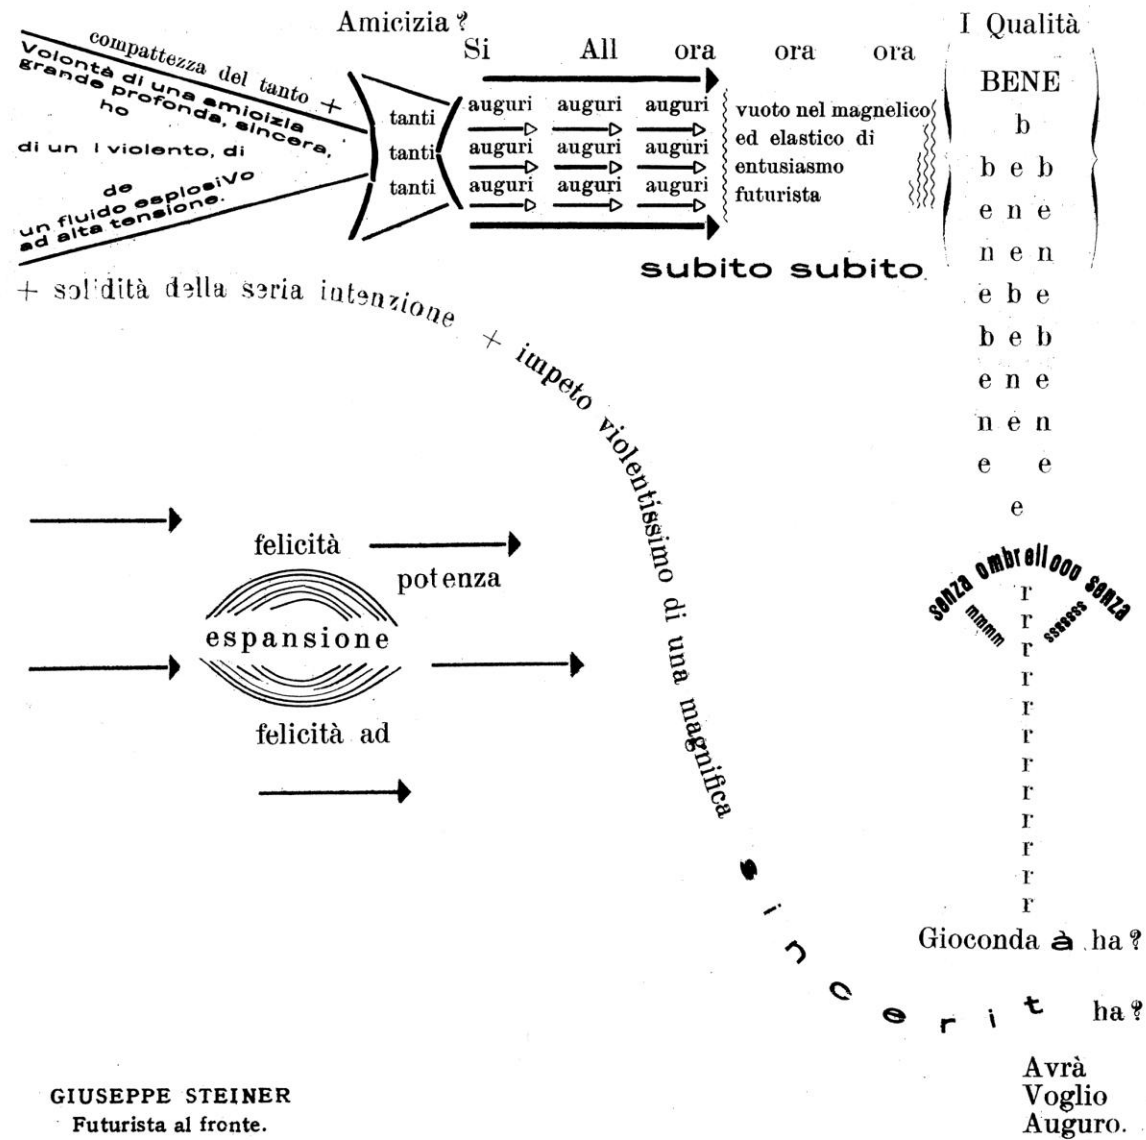 Amicizia?
Si All ora ora ora
I Qualità
compattezza del tanto +
Volontà di una amicizia
grande profonda, sincera,
ho
di un l violento, di
de
un fluido esplosiVo
ad alta tensione.
tanti
tanti
tanti
auguri auguri auguri
auguri auguri auguri
auguri auguri auguri
vuoto nel magnelico
ed elastico di
entusiasmo
futurista
subito subito
BENE
b
b e b
e n e
n e n
e b e
b e b
e n e
n e n
e e
e
+ solidità della seria intenzione + impeto violentissimo di una magnifica sincerit à
senza ombrellooo senza
mmmm
sssssss
r
r
r
r
r
r
r
r
r
r
r
r
felicità
potenza
espansione
felicità ad
Gioconda ha?
ha?
Avrà
Voglio
Auguro.
GIUSEPPE STEINER
Futurista al fronte.